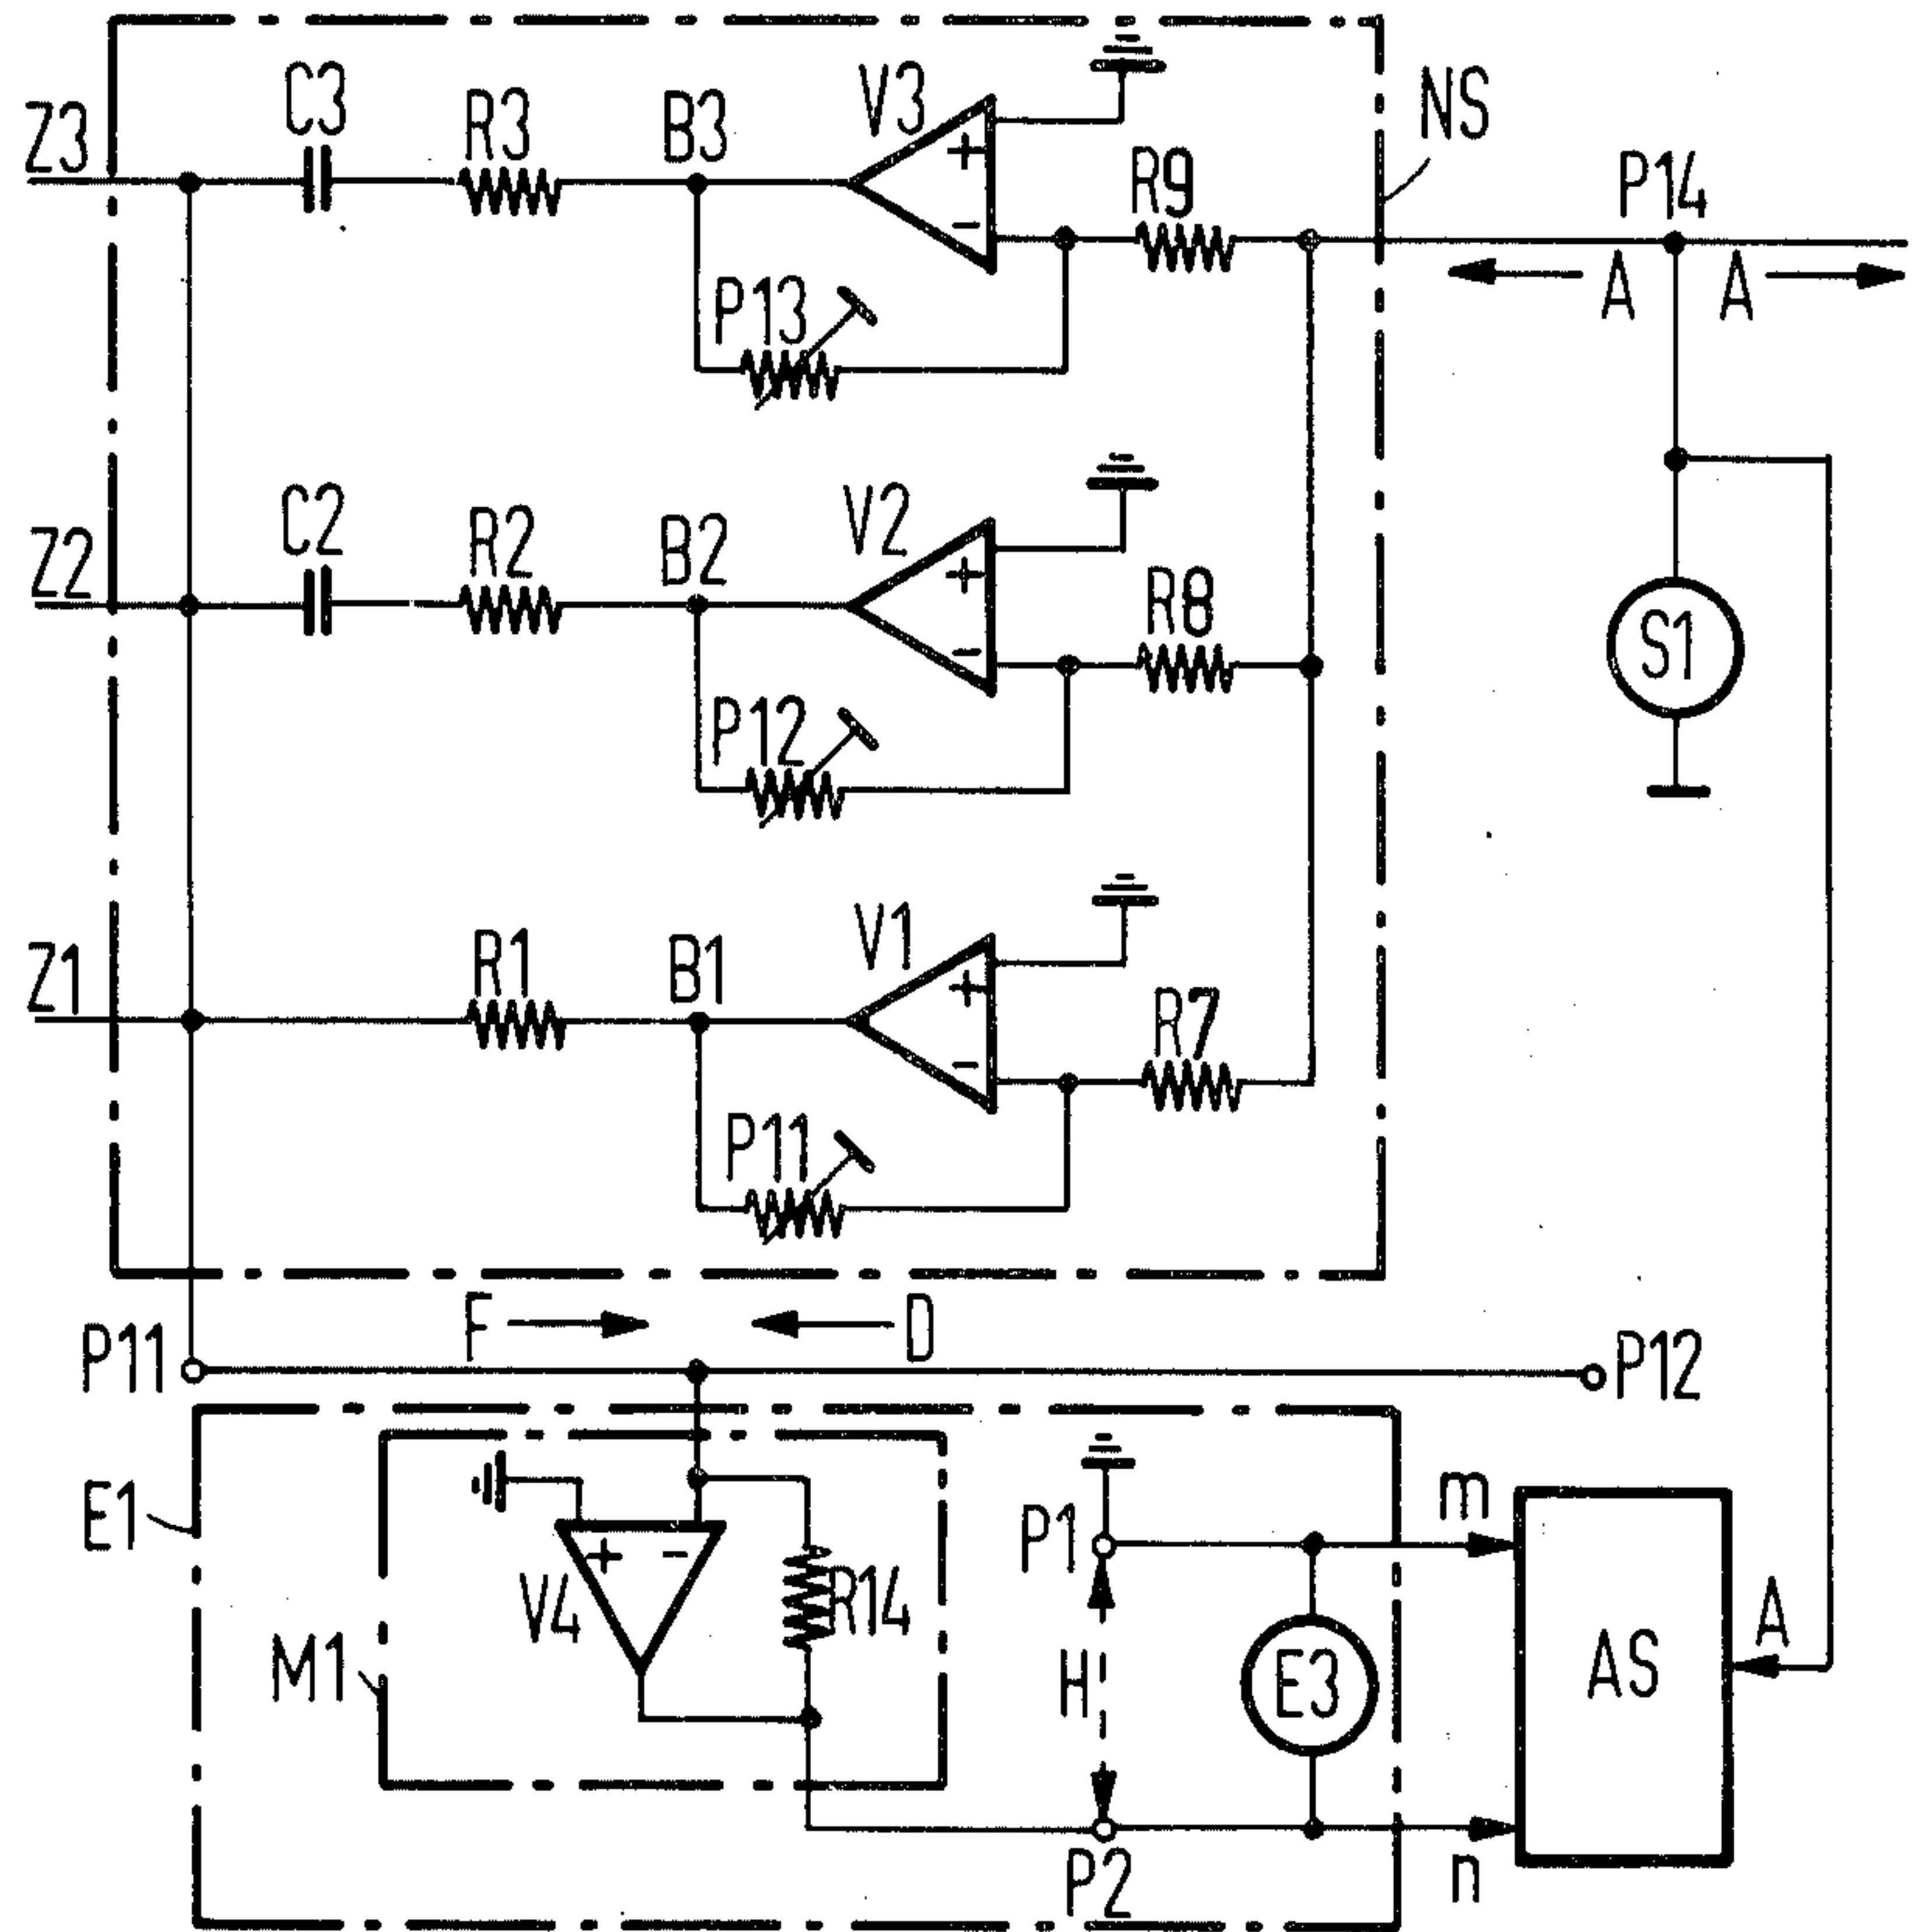 C3
R3
B3
V3
+
-
Z3
R9
NS
P14
A A
P13
C2
R2
B2
V2
+
-
Z2
R8
S1
P12
R1
B1
V1
+
-
Z1
R7
P11
F D
P11
P12
E1
+ -
V4
R14
M1
P1
H
P2
E3
m
n
AS
A